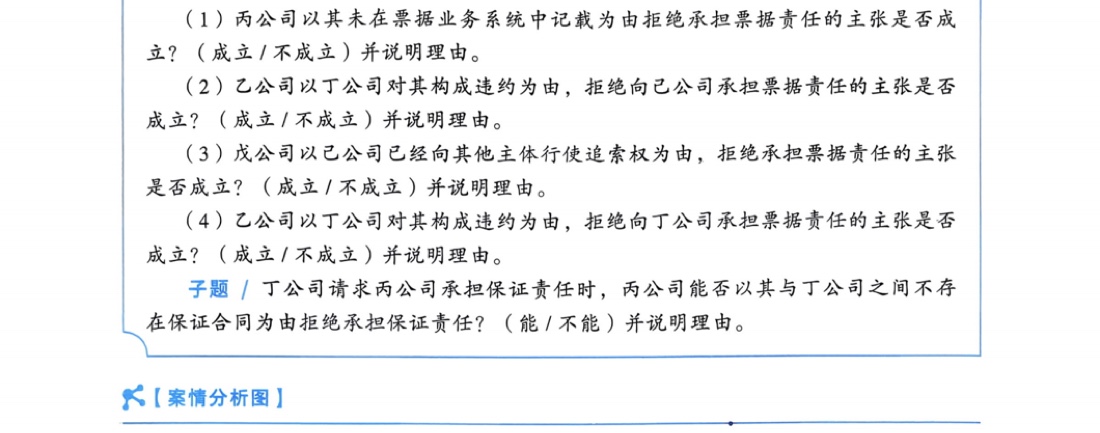 （1）丙公司以其未在票据业务系统中记载为由拒绝承担票据责任的主张是否成
立？（成立/不成立）并说明理由。
（2）乙公司以丁公司对其构成违约为由，拒绝向己公司承担票据责任的主张是否
成立？（成立/不成立）并说明理由。
（3）戊公司以己公司已经向其他主体行使追索权为由，拒绝承担票据责任的主张
是否成立？（成立/不成立）并说明理由。
（4）乙公司以丁公司对其构成违约为由，拒绝向丁公司承担票据责任的主张是否
成立？（成立/不成立）并说明理由。
子题 / 丁公司请求丙公司承担保证责任时，丙公司能否以其与丁公司之间不存
在保证合同为由拒绝承担保证责任？（能/不能）并说明理由。
【案情分析图】